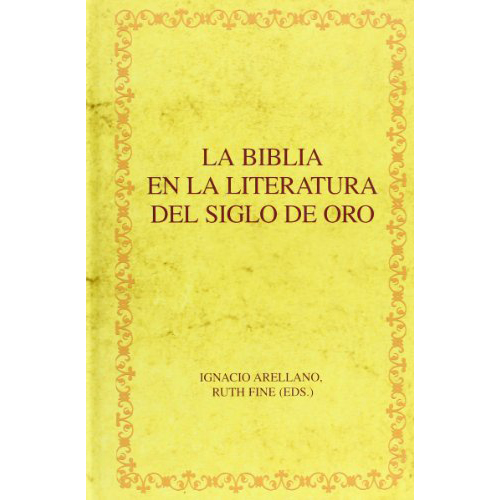 LA BIBLIA
EN LA LITERATURA
DEL SIGLO DE ORO
IGNACIO ARELLANO,
RUTH FINE (EDS.)